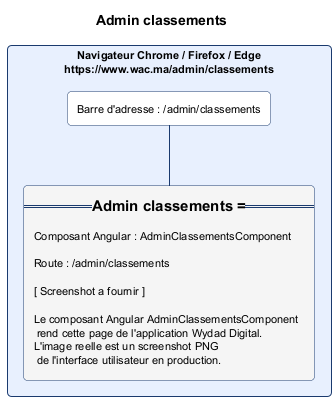 Admin classements
Navigateur Chrome / Firefox / Edge
https://www.wac.ma/admin/classements
Barre d'adresse : /admin/classements
Admin classements =
Composant Angular : AdminClassementsComponent
Route : /admin/classements
[ Screenshot a fournir ]
Le composant Angular AdminClassementsComponent
rend cette page de l'application Wydad Digital.
L'image reelle est un screenshot PNG
de l'interface utilisateur en production.